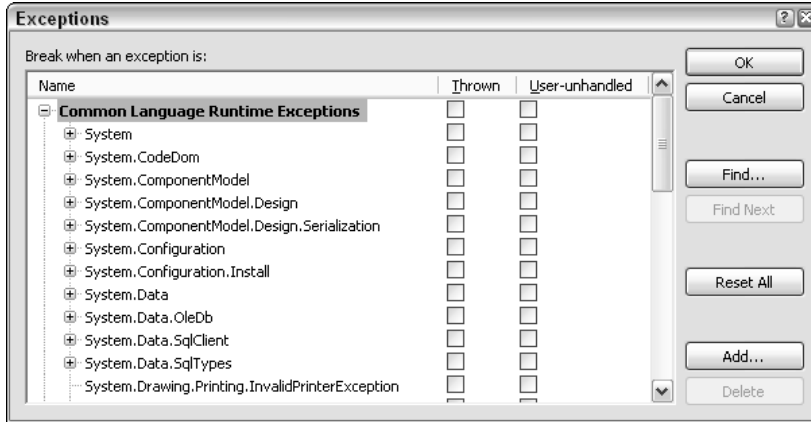 Exceptions
Break when an exception is:
Name Thrown User-unhandled
Common Language Runtime Exceptions
System
System.CodeDom
System.ComponentModel
System.ComponentModel.Design
System.ComponentModel.Design.Serialization
System.Configuration
System.Configuration.Install
System.Data
System.Data.OleDb
System.Data.SqlClient
System.Data.SqlTypes
System.Drawing.Printing.InvalidPrinterException
OK
Cancel
Find...
Find Next
Reset All
Add...
Delete